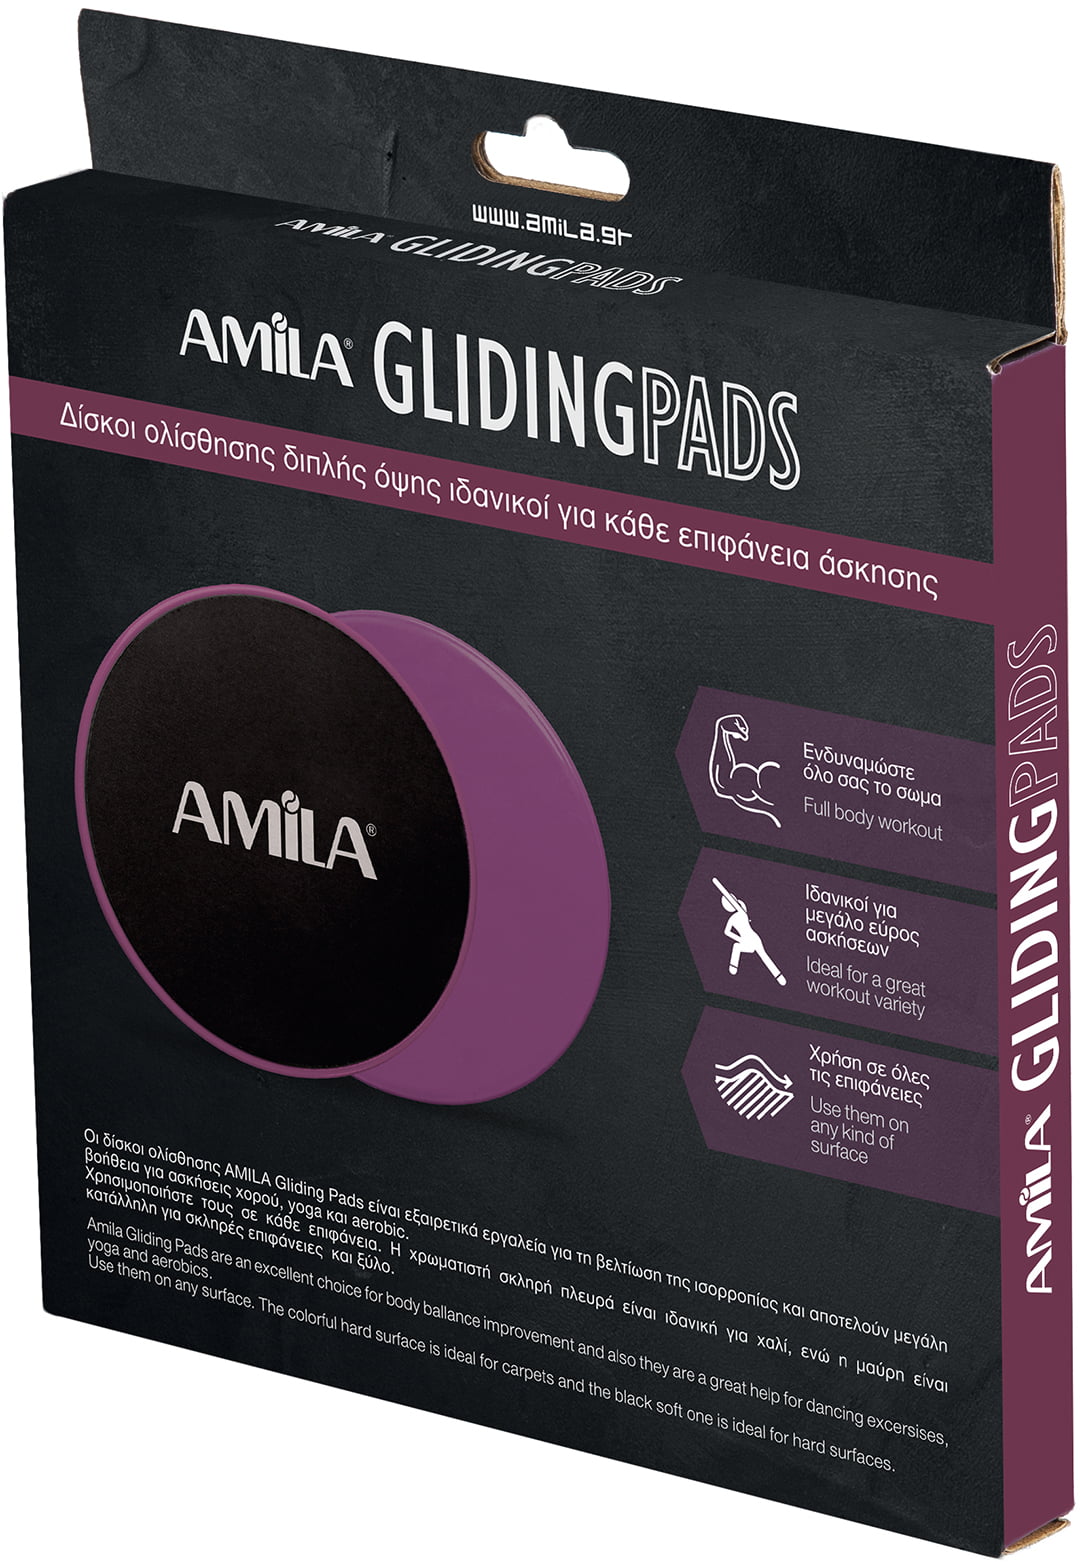 www.amila.gr
AMILA GLIDINGPADS
AMILA® GLIDINGPADS
Δίσκοι ολίσθησης διπλής όψης ιδανικοί για κάθε επιφάνεια άσκησης
AMILA®
Ενδυναμώστε
όλο σας το σωμα
Full body workout
Ιδανικοί για
μεγάλο εύρος
ασκήσεων
Ideal for a great
workout variety
Χρήση σε όλες
τις επιφάνειες
Use them on
any kind of
surface
Οι δίσκοι ολίσθησης AMILA Gliding Pads είναι εξαιρετικά εργαλεία για τη βελτίωση της ισορροπίας και αποτελούν μεγάλη
βοήθεια για ασκήσεις χορού, yoga και aerobic.
Χρησιμοποιήστε τους σε κάθε επιφάνεια. Η χρωματιστή σκληρή πλευρά είναι ιδανική για χαλί, ενώ η μαύρη είναι
κατάλληλη για σκληρές επιφάνειες και ξύλο.
Amila Gliding Pads are an excellent choice for body ballance improvement and also they are a great help for dancing excersises,
yoga and aerobics.
Use them on any surface. The colorful hard surface is ideal for carpets and the black soft one is ideal for hard surfaces.
AMILA® GLIDINGPADS